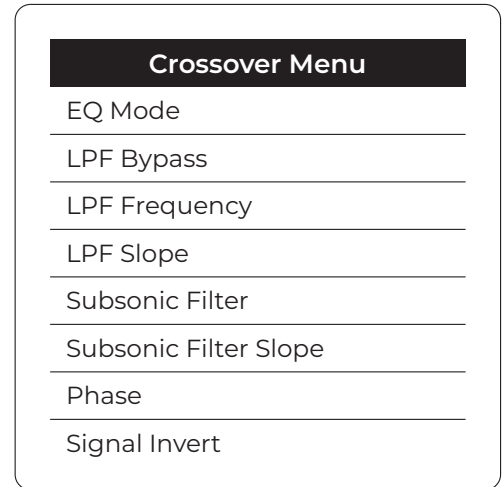 Crossover Menu
EQ Mode
LPF Bypass
LPF Frequency
LPF Slope
Subsonic Filter
Subsonic Filter Slope
Phase
Signal Invert